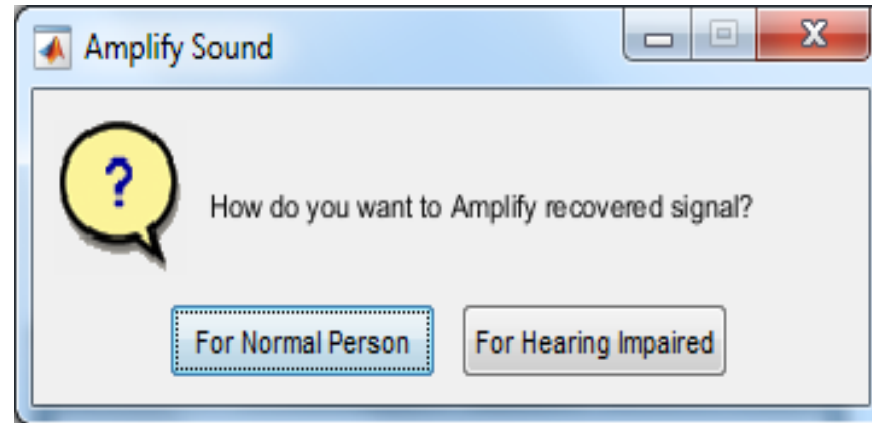 Amplify Sound
?
How do you want to Amplify recovered signal?
For Normal Person
For Hearing Impaired